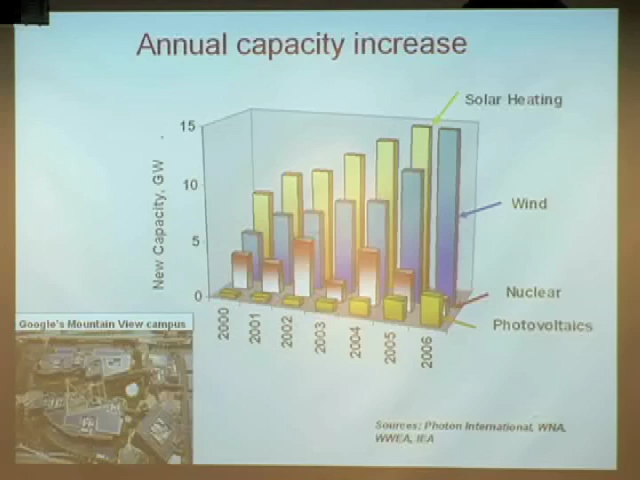 Annual capacity increase
Solar Heating
15
10
5
0
New Capacity, GW
Wind
Nuclear
Photovoltaics
2000
2001
2002
2003
2004
2005
2006
Google's Mountain View campus
Sources: Photon International, WNA,
WWEA, IEA